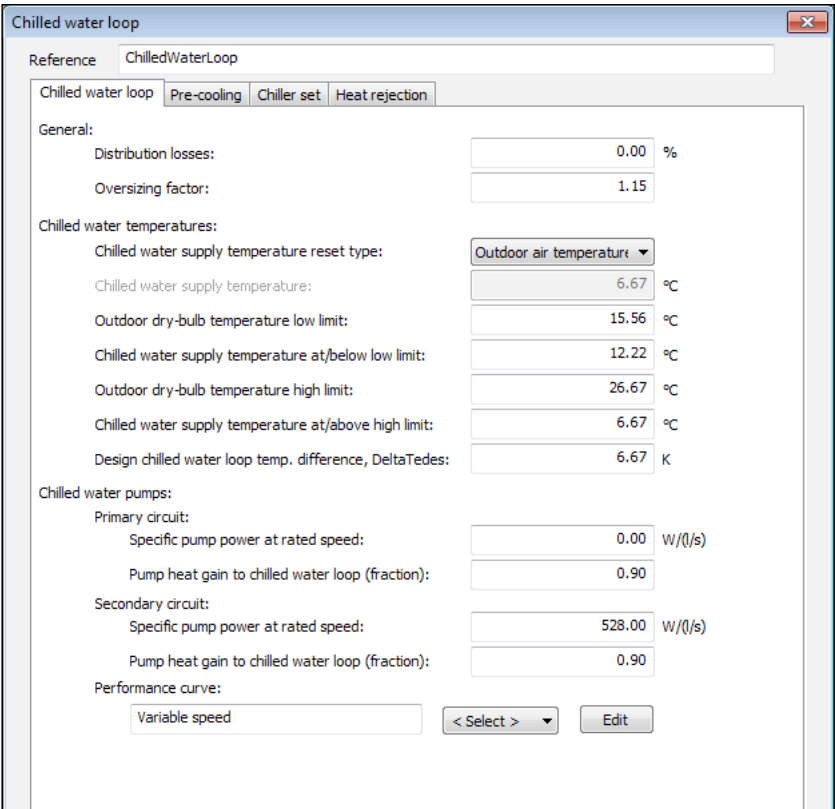 Chilled water loop
Reference ChilledWaterLoop
Chilled water loop Pre-cooling Chiller set Heat rejection
General:
Distribution losses: 0.00 %
Oversizing factor: 1.15
Chilled water temperatures:
Chilled water supply temperature reset type: Outdoor air temperature
Chilled water supply temperature: 6.67 °C
Outdoor dry-bulb temperature low limit: 15.56 °C
Chilled water supply temperature at/below low limit: 12.22 °C
Outdoor dry-bulb temperature high limit: 26.67 °C
Chilled water supply temperature at/above high limit: 6.67 °C
Design chilled water loop temp. difference, DeltaTedes: 6.67 K
Chilled water pumps:
Primary circuit:
Specific pump power at rated speed: 0.00 W/(l/s)
Pump heat gain to chilled water loop (fraction): 0.90
Secondary circuit:
Specific pump power at rated speed: 528.00 W/(l/s)
Pump heat gain to chilled water loop (fraction): 0.90
Performance curve:
Variable speed < Select > Edit